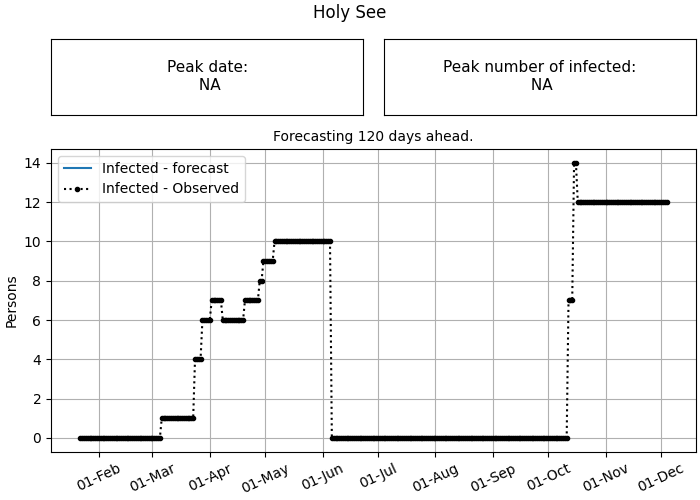 Holy See
Peak date:
NA
Peak number of infected:
NA
Forecasting 120 days ahead.
Infected - forecast
Infected - Observed
Persons
14
12
10
8
6
4
2
0
01-Feb
01-Mar
01-Apr
01-May
01-Jun
01-Jul
01-Aug
01-Sep
01-Oct
01-Nov
01-Dec